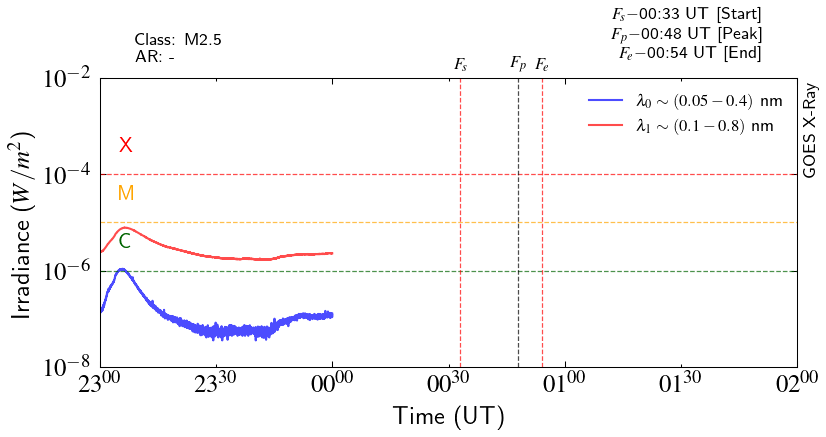 Fs−00:33 UT [Start]
Class: M2.5
Fp−00:48 UT [Peak]
AR: -
Fe−00:54 UT [End]
Fs Fp Fe
10−2
λ0 ∼ (0.05 − 0.4) nm
λ1 ∼ (0.1 − 0.8) nm
GOES X-Ray
X
10−4
M
Irradiance (W/m2)
C
10−6
10−8
2300 2330 0000 0030 0100 0130 0200
Time (UT)